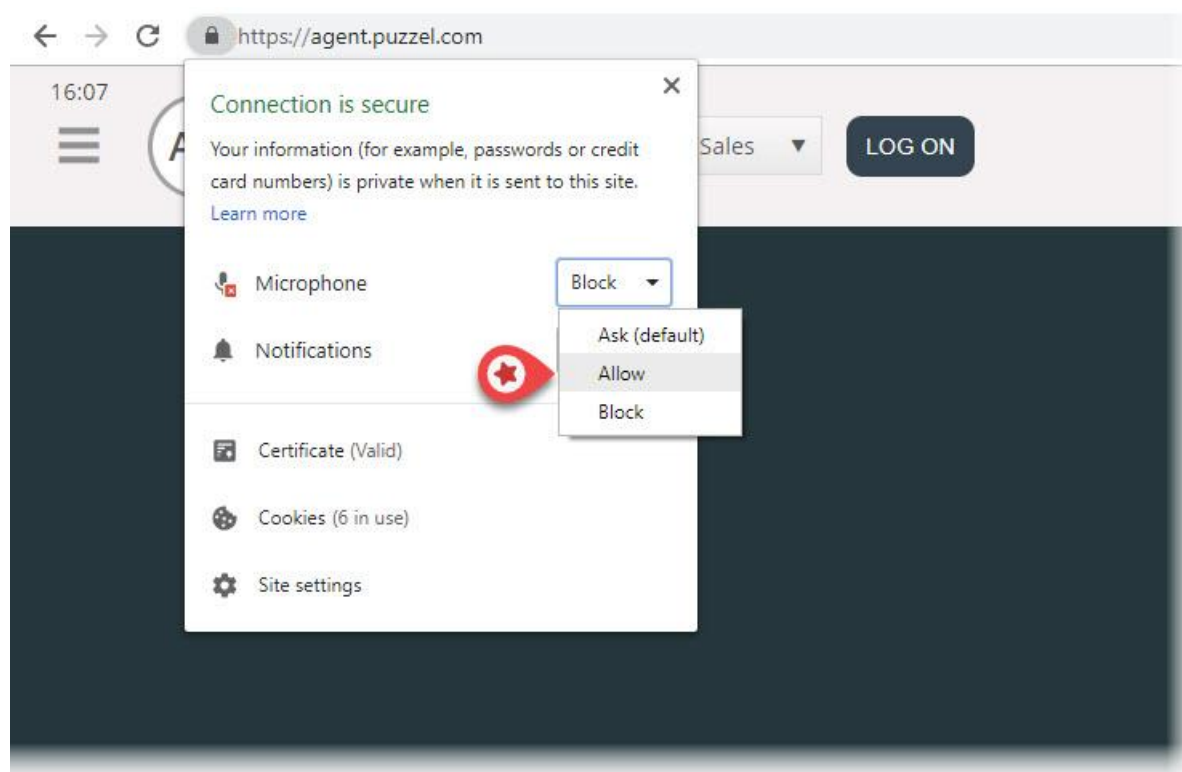 https://agent.puzzel.com
16:07
A
Sales
LOG ON
Connection is secure
Your information (for example, passwords or credit
card numbers) is private when it is sent to this site.
Learn more
Microphone
Block
Ask (default)
Notifications
Allow
Block
Certificate (Valid)
Cookies (6 in use)
Site settings